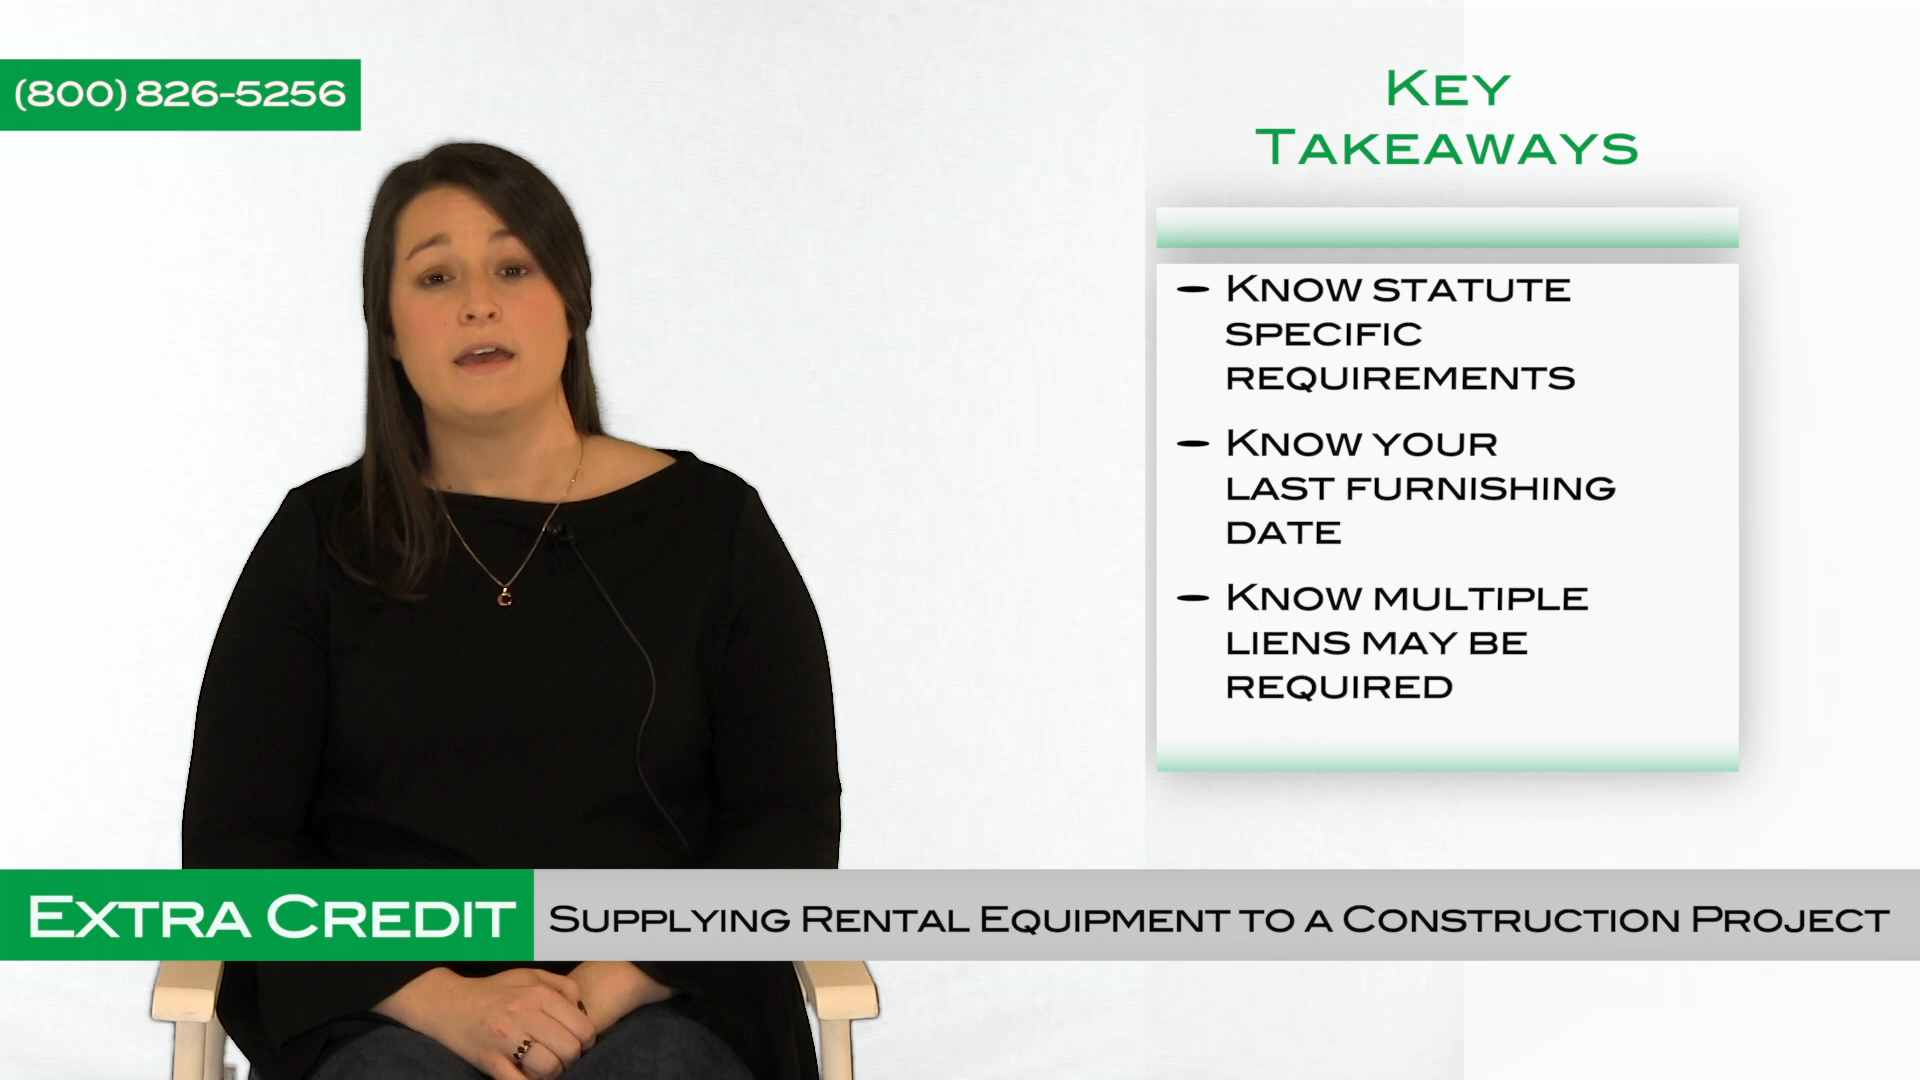 (800) 826-5256
Key
Takeaways
– Know statute
specific
requirements
– Know your
last furnishing
date
– Know multiple
liens may be
required
Extra Credit
Supplying Rental Equipment to a Construction Project